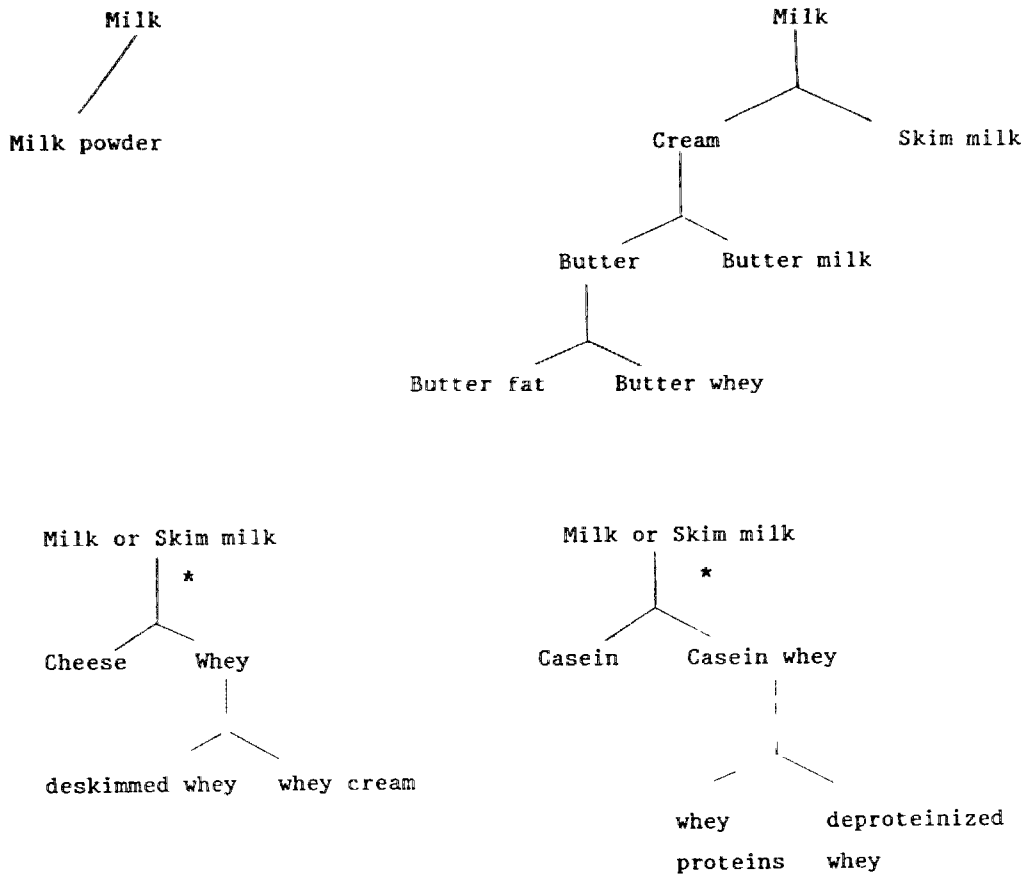 Milk
Milk
Milk powder
Cream
Skim milk
Butter
Butter milk
Butter fat
Butter whey
Milk or Skim milk
*
Cheese
Whey
deskimmed whey
whey cream
Milk or Skim milk
*
Casein
Casein whey
whey
proteins
deproteinized
whey